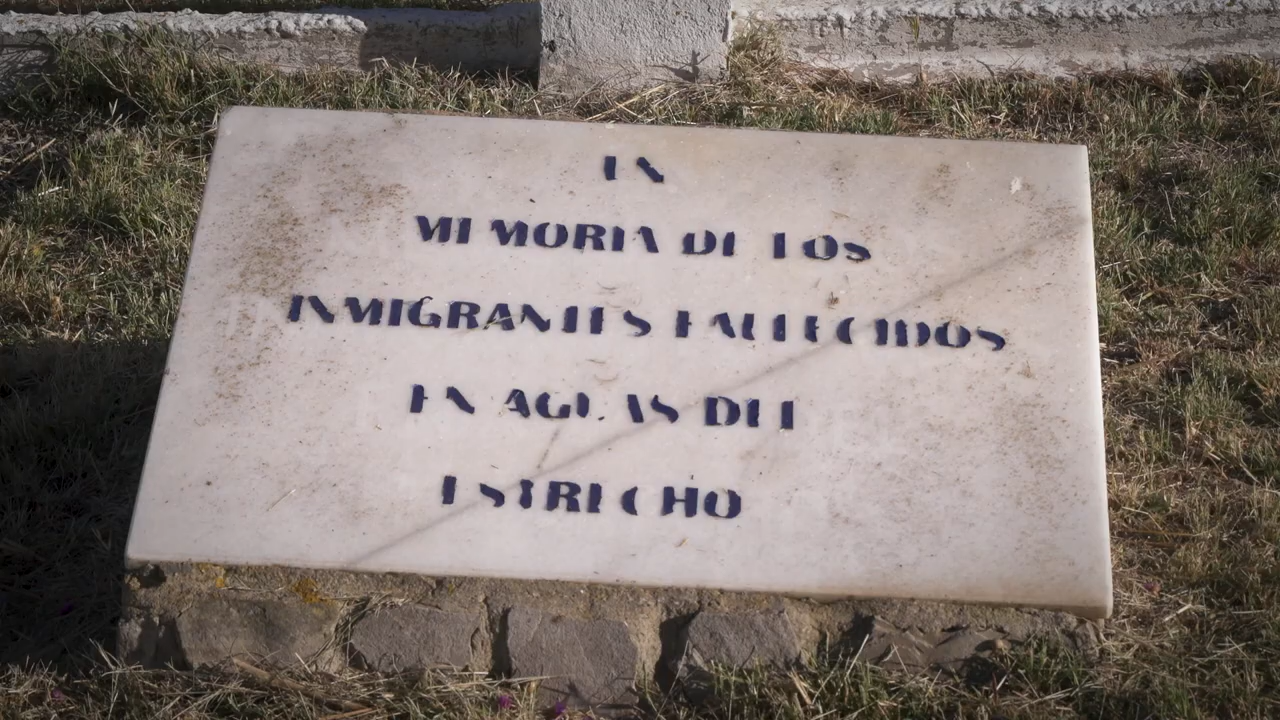 EN
MEMORIA DE LOS
INMIGRANTES FALLECIDOS
EN AGUAS DEL
ESTRECHO